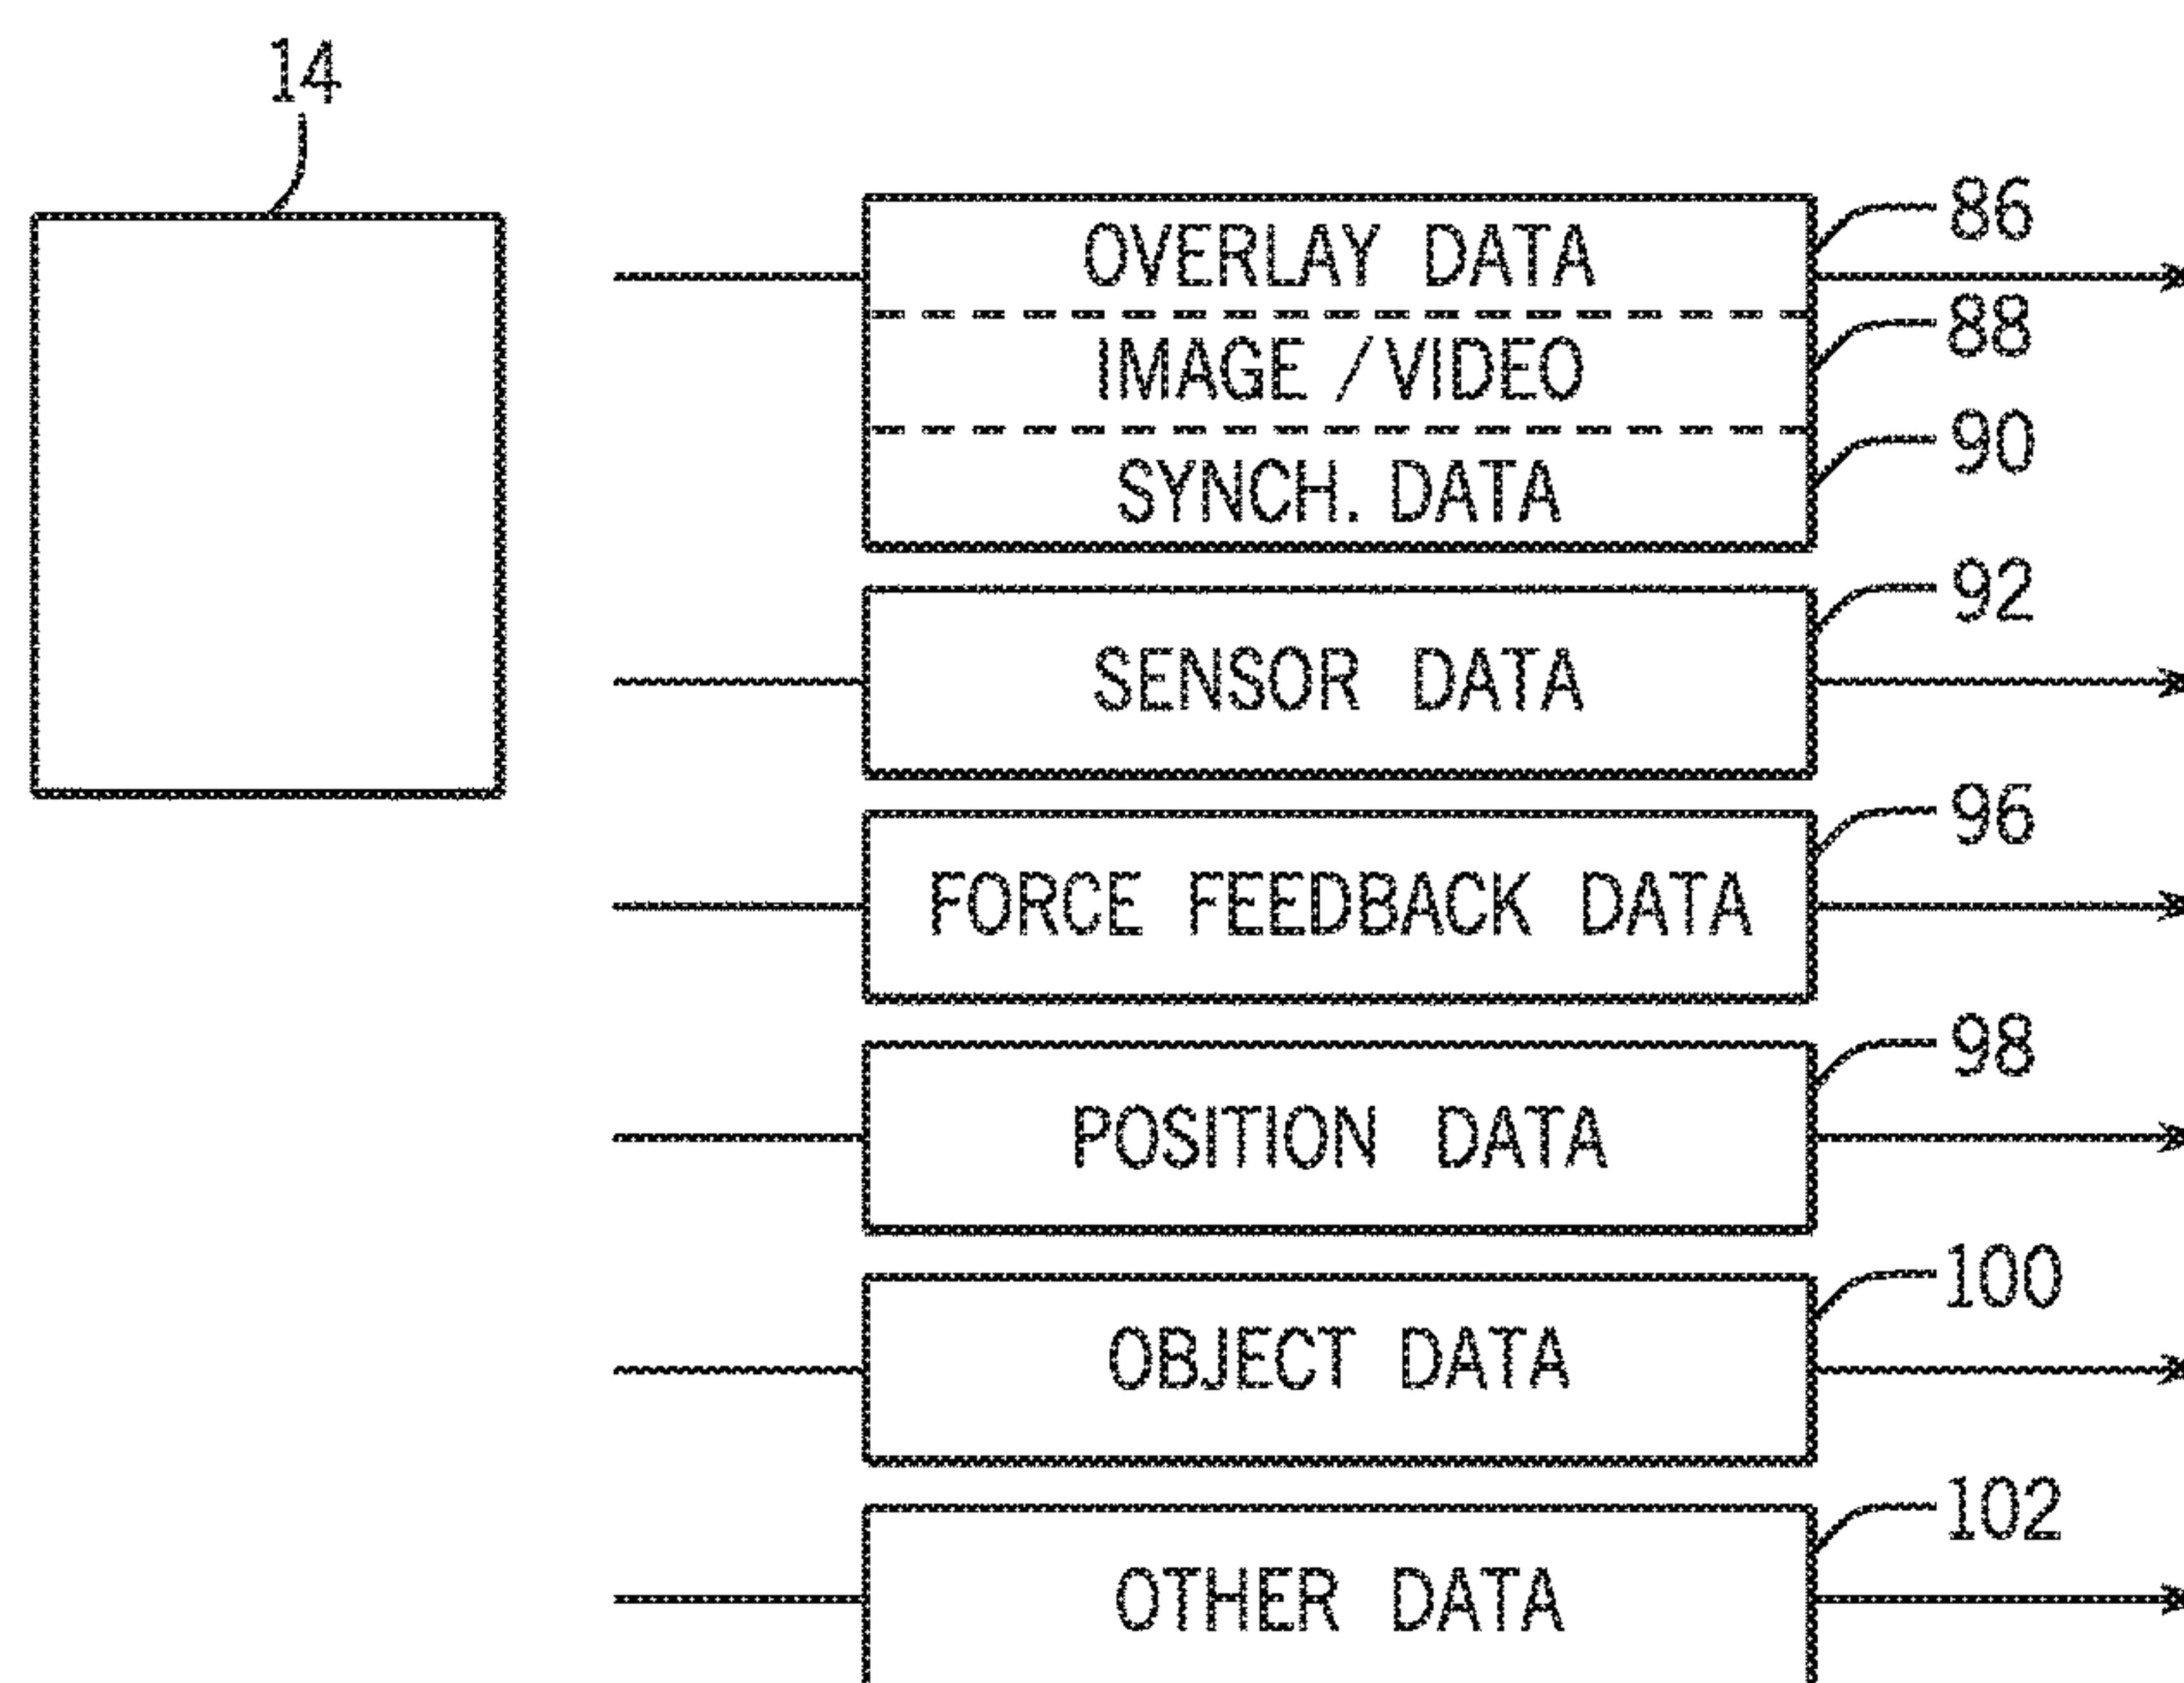 14
OVERLAY DATA 86
IMAGE / VIDEO 88
SYNCH. DATA 90
SENSOR DATA 92
FORCE FEEDBACK DATA 96
POSITION DATA 98
OBJECT DATA 100
OTHER DATA 102